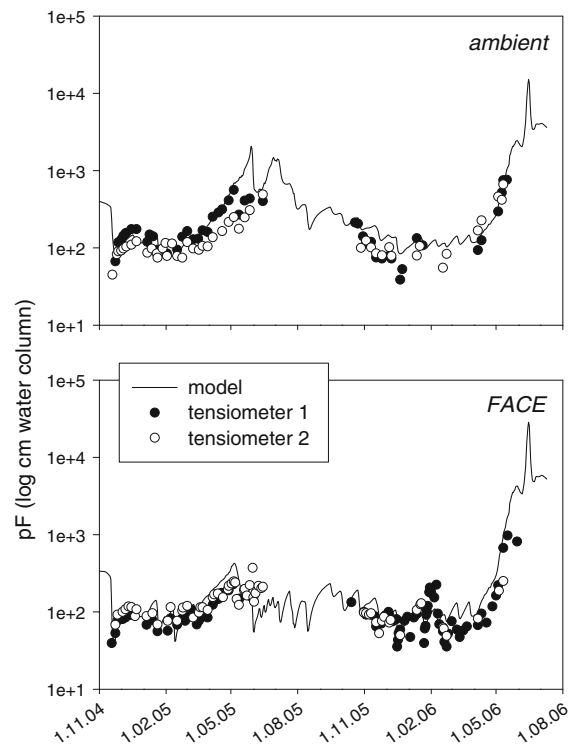 1e+5
ambient
1e+4
1e+3
1e+2
1e+1
pF (log cm water column)
1e+5
FACE
model
tensiometer 1
tensiometer 2
1e+4
1e+3
1e+2
1e+1
1.11.04
1.02.05
1.05.05
1.08.05
1.11.05
1.02.06
1.05.06
1.08.06